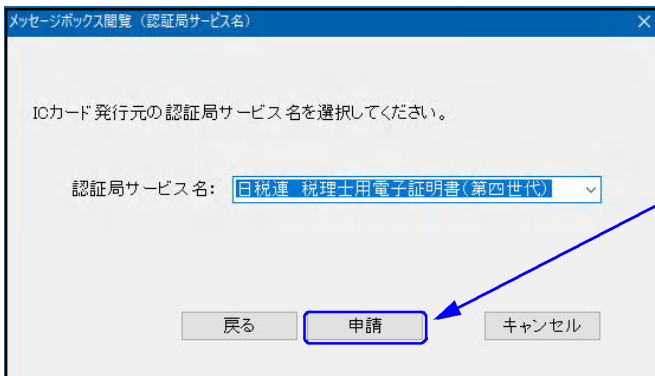 メッセージボックス閲覧（認証局サービス名）
ICカード発行元の認証局サービス名を選択してください。
認証局サービス名: 日税連 税理士用電子証明書(第四世代)
戻る 申請 キャンセル